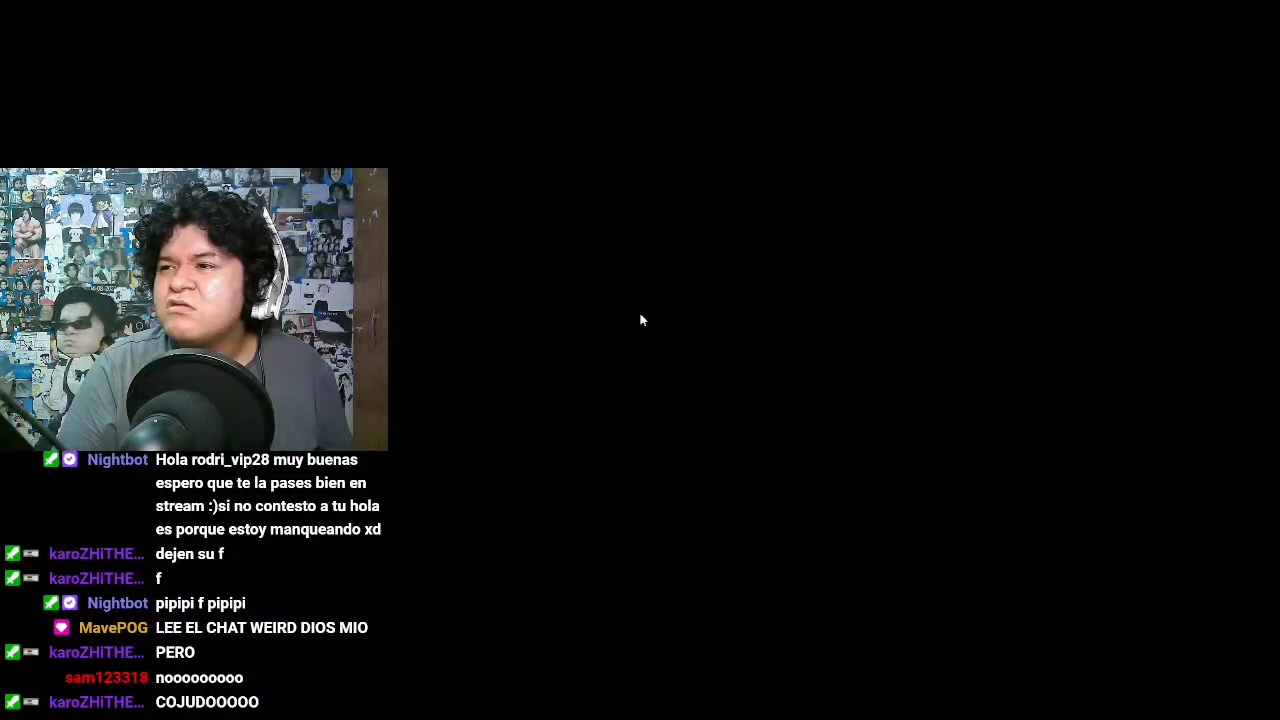 Nightbot Hola rodri_vip28 muy buenas
espero que te la pases bien en
stream :)si no contesto a tu hola
es porque estoy manqueando xd
karoZHiTHE... dejen su f
karoZHiTHE... f
Nightbot pipipi f pipipi
MavePOG LEE EL CHAT WEIRD DIOS MIO
karoZHiTHE... PERO
sam123318 nooooooooo
karoZHiTHE... COJUDOOOOO